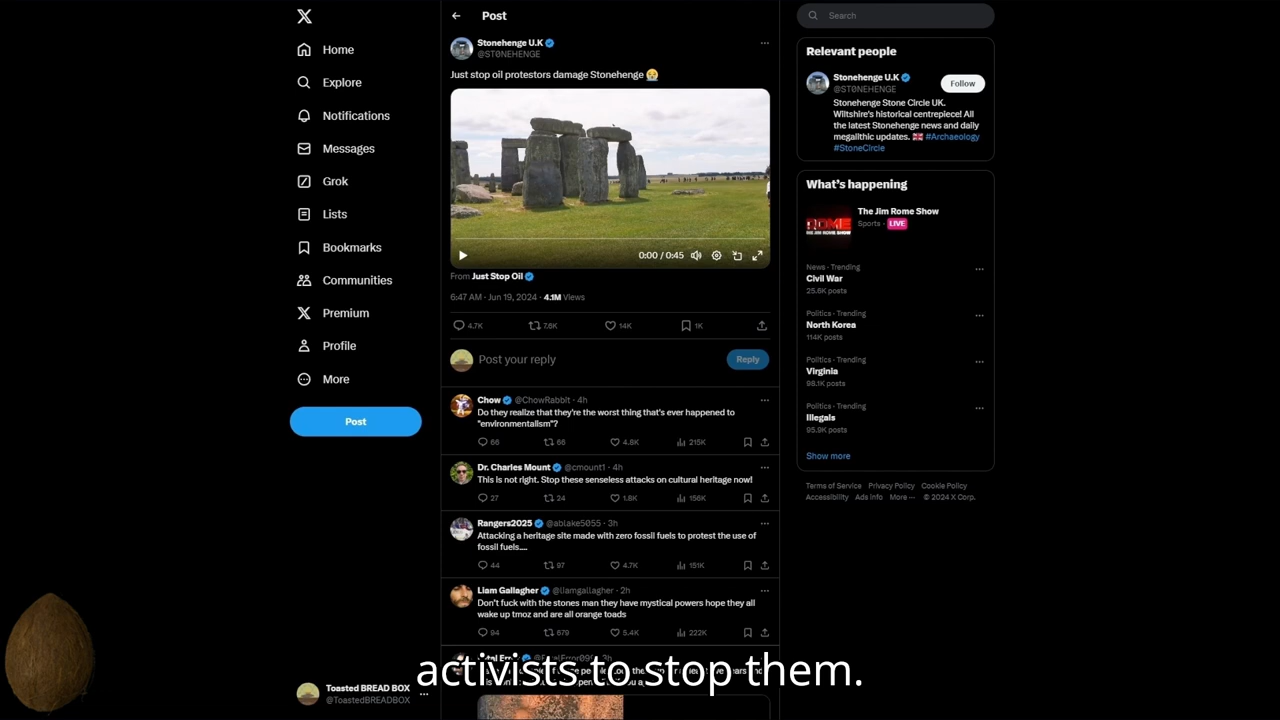 Home
Explore
Notifications
Messages
Grok
Lists
Bookmarks
Communities
Premium
Profile
More
Post
Toasted BREAD BOX
@ToastedBREADBOX
Post
Stonehenge U.K
@ST0NEHENGE
Just stop oil protestors damage Stonehenge
0:00 / 0:45
From Just Stop Oil
6:47 AM · Jun 19, 2024 · 4.1M Views
4.7K 7.6K 14K 1K
Post your reply
Reply
Chow @ChowRabbit · 4h
Do they realize that they're the worst thing that's ever happened to
"environmentalism"?
66 66 4.8K 215K
Dr. Charles Mount @cmount1 · 4h
This is not right. Stop these senseless attacks on cultural heritage now!
27 24 1.8K 156K
Rangers2025 @ablake5055 · 3h
Attacking a heritage site made with zero fossil fuels to protest the use of
fossil fuels....
44 97 4.7K 151K
Liam Gallagher @liamgallagher · 2h
Don't fuck with the stones man they have mystical powers hope they all
wake up tmoz and are all orange toads
94 679 5.4K 222K
activists to stop them.
Search
Relevant people
Stonehenge U.K
@ST0NEHENGE
Follow
Stonehenge Stone Circle UK.
Wiltshire's historical centrepiece! All
the latest Stonehenge news and daily
megalithic updates. #Archaeology
#StoneCircle
What's happening
The Jim Rome Show
Sports · LIVE
News · Trending
Civil War
25.6K posts
Politics · Trending
North Korea
114K posts
Politics · Trending
Virginia
98.1K posts
Politics · Trending
Illegals
95.9K posts
Show more
Terms of Service Privacy Policy Cookie Policy
Accessibility Ads info More ··· © 2024 X Corp.